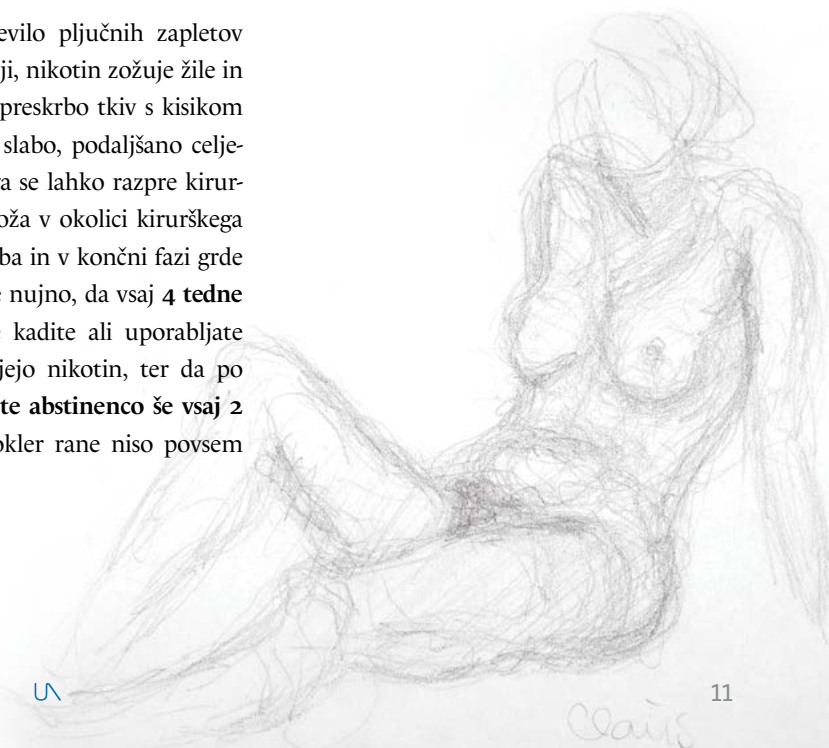 evilo pljučnih zapletov
ji, nikotin zožuje žile in
preskrbo tkiv s kisikom
slabo, podaljšano celje-
a se lahko razpre kirur-
oža v okolici kirurškega
ba in v končni fazi grde
nujno, da vsaj 4 tedne
kadite ali uporabljate
jejo nikotin, ter da po
te abstinenco še vsaj 2
okler rane niso povsem
11